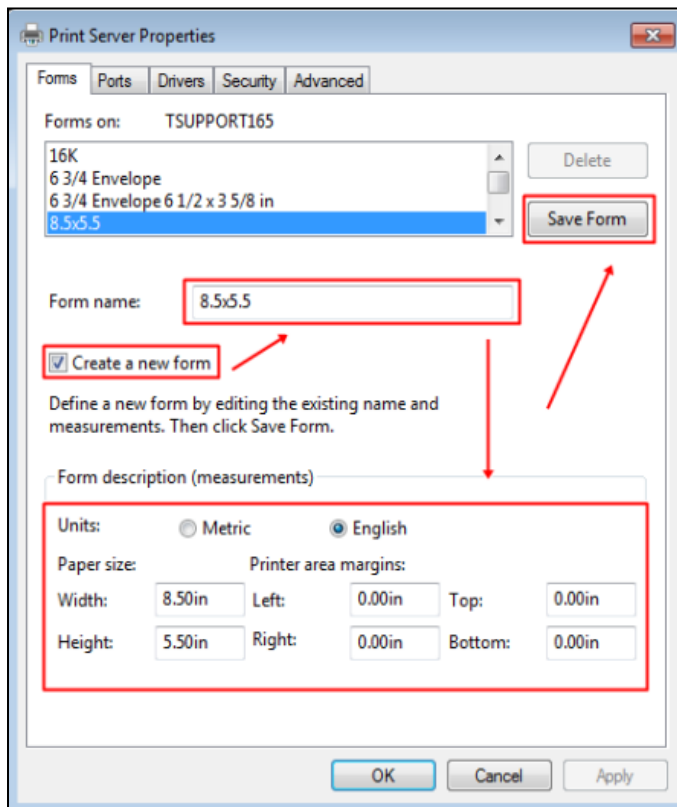 Print Server Properties
Forms Ports Drivers Security Advanced
Forms on: TSUPPORT165
16K
6 3/4 Envelope
6 3/4 Envelope 6 1/2 x 3 5/8 in
8.5x5.5
Delete
Save Form
Form name: 8.5x5.5
Create a new form
Define a new form by editing the existing name and
measurements. Then click Save Form.
Form description (measurements)
Units: Metric English
Paper size: Printer area margins:
Width: 8.50in Left: 0.00in Top: 0.00in
Height: 5.50in Right: 0.00in Bottom: 0.00in
OK Cancel Apply